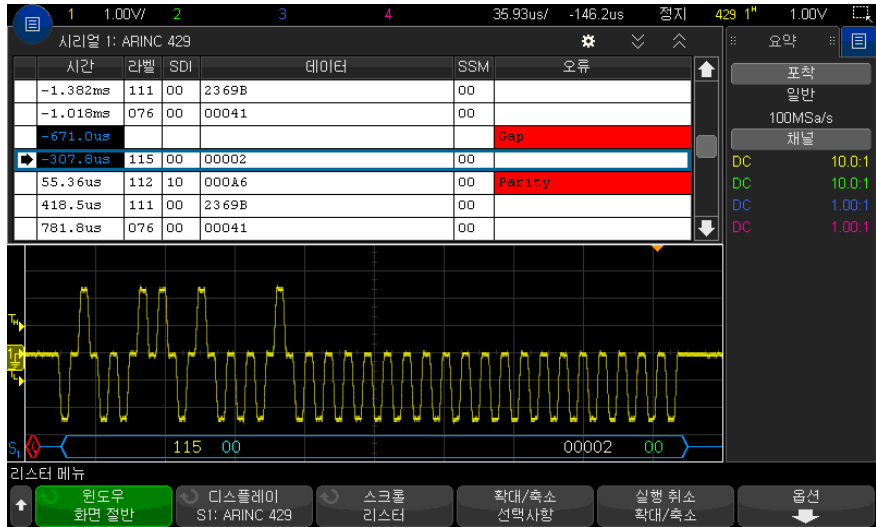 1 1.00V/ 2 3 4 35.93us/ -146.2us 정지 429 1ᴴ 1.00V
시리얼 1: ARINC 429
요약
시간 라벨 SDI 데이터 SSM 오류
-1.382ms 111 00 2369B 00
-1.018ms 076 00 00041 00
-671.0us Gap
-307.8us 115 00 00002 00
55.36us 112 10 000A6 00 Parity
418.5us 111 00 2369B 00
781.8us 076 00 00041 00
포착
일반
100MSa/s
채널
DC 10.0:1
DC 10.0:1
DC 1.00:1
DC 1.00:1
T H
1
T L
S1 115 00 00002 00
리스터 메뉴
윈도우
화면 절반
디스플레이
S1: ARINC 429
스크롤
리스터
확대/축소
선택사항
실행 취소
확대/축소
옵션